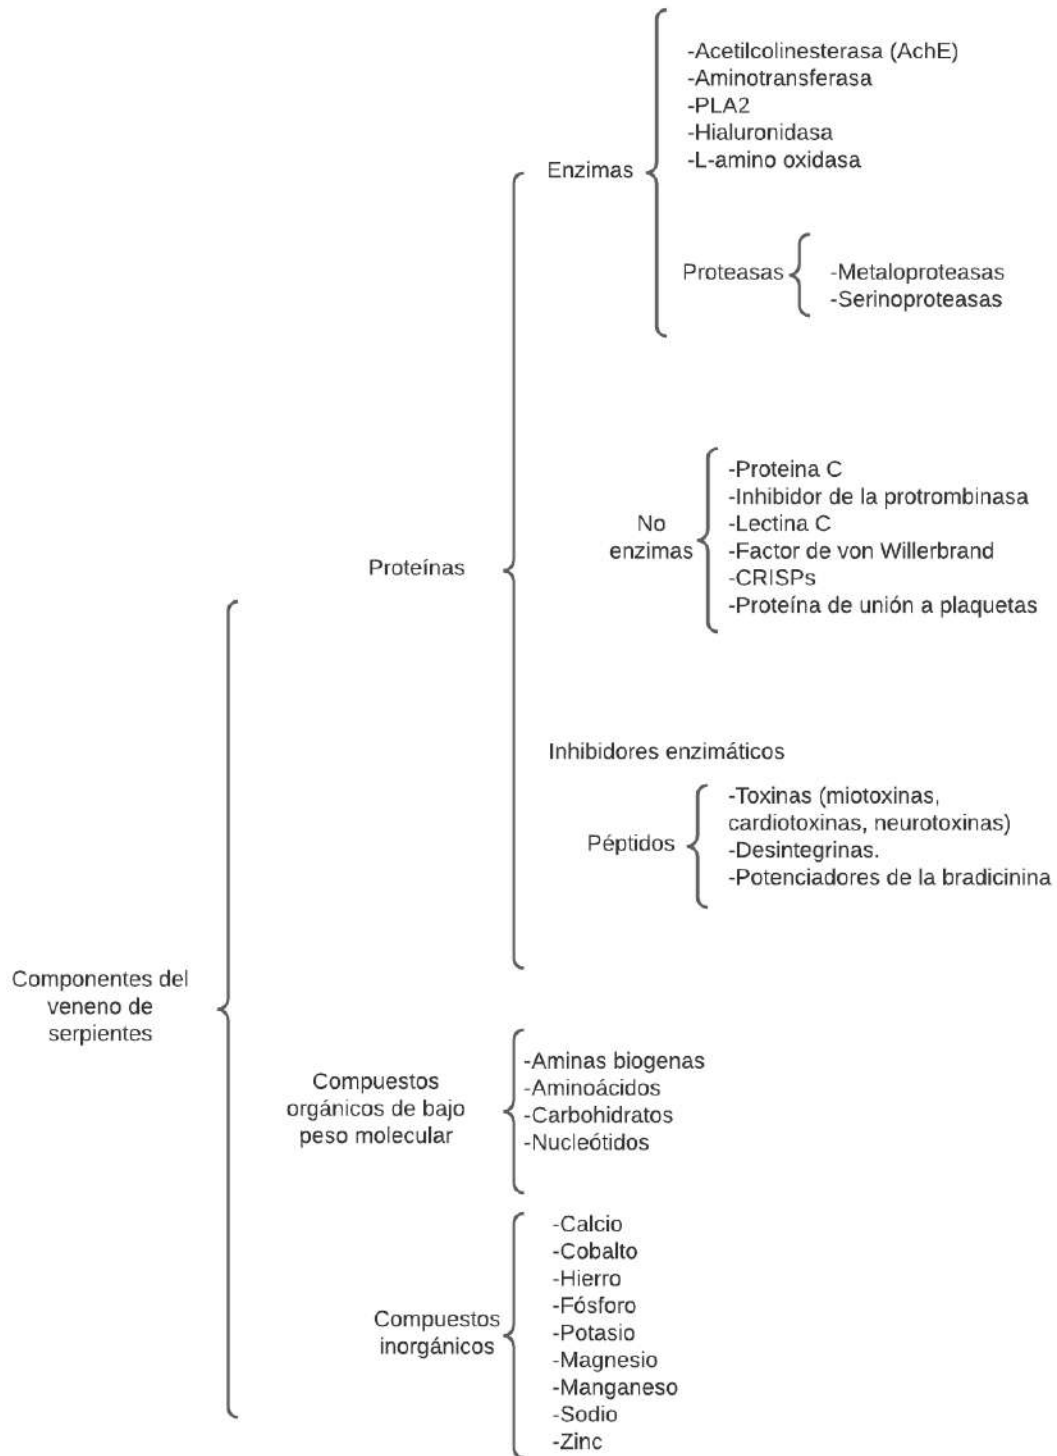 -Acetilcolinesterasa (AchE)
-Aminotransferasa
-PLA2
-Hialuronidasa
-L-amino oxidasa
Enzimas
Proteasas
-Metaloproteasas
-Serinoproteasas
-Proteina C
-Inhibidor de la protrombinasa
-Lectina C
-Factor de von Willerbrand
-CRISPs
-Proteína de unión a plaquetas
No
enzimas
Proteínas
Inhibidores enzimáticos
-Toxinas (miotoxinas,
cardiotoxinas, neurotoxinas)
-Desintegrinas.
-Potenciadores de la bradicinina
Péptidos
Componentes del
veneno de
serpientes
Compuestos
orgánicos de bajo
peso molecular
-Aminas biogenas
-Aminoácidos
-Carbohidratos
-Nucleótidos
Compuestos
inorgánicos
-Calcio
-Cobalto
-Hierro
-Fósforo
-Potasio
-Magnesio
-Manganeso
-Sodio
-Zinc